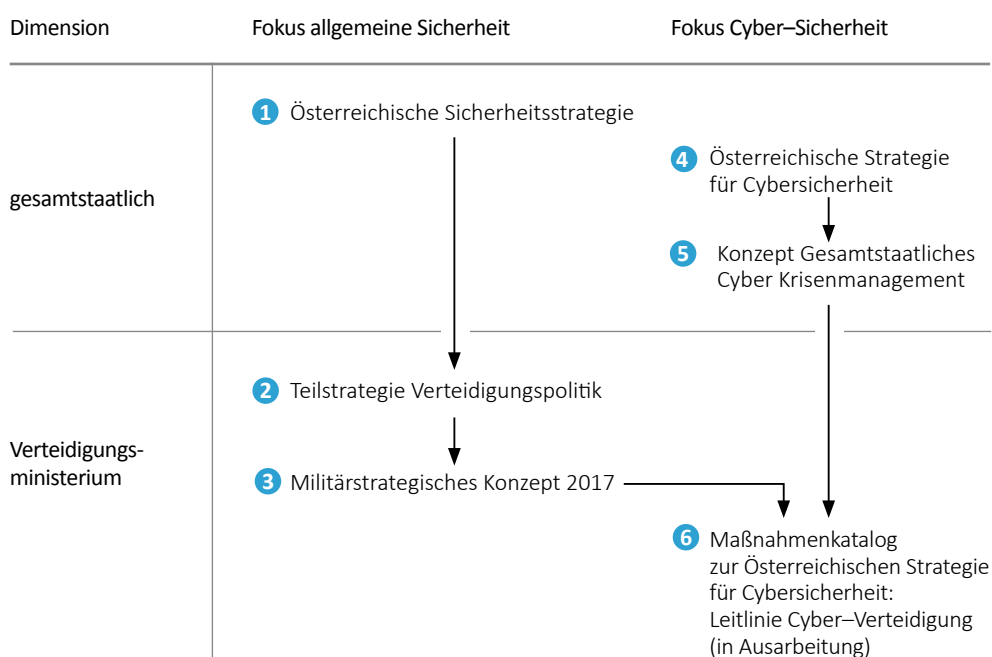 Dimension
Fokus allgemeine Sicherheit
Fokus Cyber–Sicherheit
gesamtstaatlich
1 Österreichische Sicherheitsstrategie
4 Österreichische Strategie
für Cybersicherheit
5 Konzept Gesamtstaatliches
Cyber Krisenmanagement
Verteidigungs-
ministerium
2 Teilstrategie Verteidigungspolitik
3 Militärstrategisches Konzept 2017
6 Maßnahmenkatalog
zur Österreichischen Strategie
für Cybersicherheit:
Leitlinie Cyber–Verteidigung
(in Ausarbeitung)